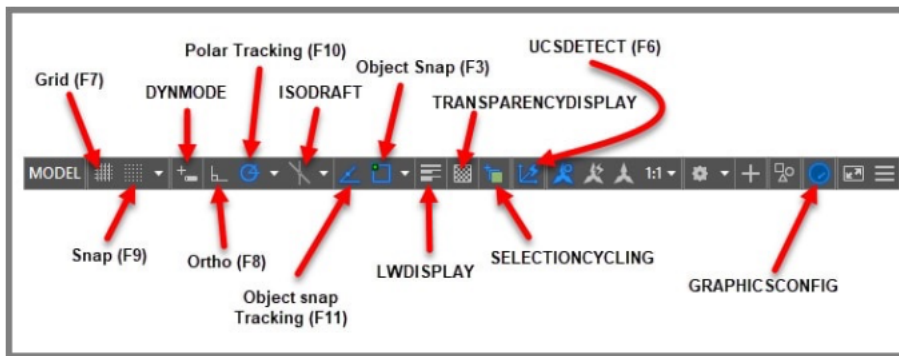 UCSDETECT (F6)
Polar Tracking (F10)
Object Snap (F3)
Grid (F7)
DYNMODE
ISODRAFT
TRANSPARENCYDISPLAY
MODEL
1:1
Snap (F9)
Ortho (F8)
LWDISPLAY
SELECTIONCYCLING
Object snap
Tracking (F11)
GRAPHICSCONFIG